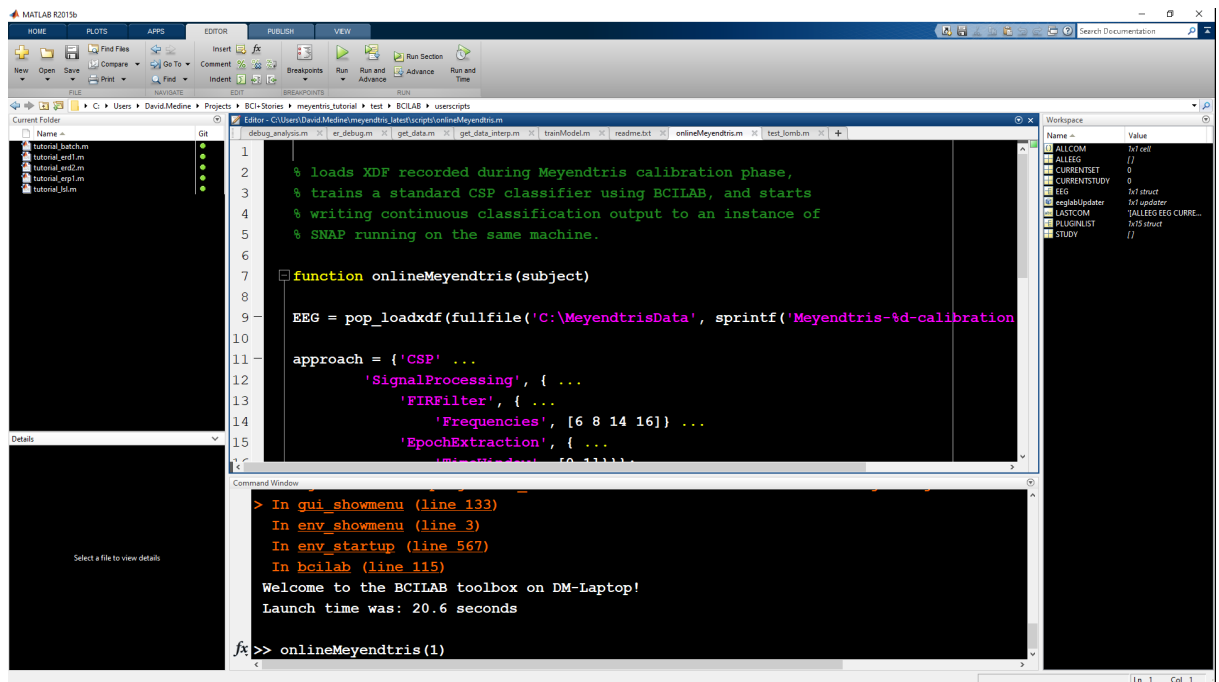 MATLAB R2015b
HOME PLOTS APPS EDITOR PUBLISH VIEW
Search Documentation
New Open Save Find Files Compare Print
Go To Find
Insert fx Comment Indent
Breakpoints
Run Run and Advance Run Section Advance Run and Time
FILE NAVIGATE EDIT BREAKPOINTS RUN
C: Users David.Medine Projects BCI+Stories meyentris_tutorial test BCILAB userscripts
Current Folder
Name Git
tutorial_batch.m
tutorial_erd1.m
tutorial_erd2.m
tutorial_erp1.m
tutorial_lsl.m
Details
Select a file to view details
Editor - C:\Users\David.Medine\meyendtris_latest\scripts\onlineMeyendtris.m
debug_analysis.m er_debug.m get_data.m get_data_interp.m trainModel.m readme.txt onlineMeyendtris.m test_lomb.m +
1
2 % loads XDF recorded during Meyendtris calibration phase,
3 % trains a standard CSP classifier using BCILAB, and starts
4 % writing continuous classification output to an instance of
5 % SNAP running on the same machine.
6
7 function onlineMeyendtris(subject)
8
9 EEG = pop_loadxdf(fullfile('C:\MeyendtrisData', sprintf('Meyendtris-%d-calibration
10
11 approach = {'CSP' ...
12 'SignalProcessing', { ...
13 'FIRFilter', { ...
14 'Frequencies', [6 8 14 16]} ...
15 'EpochExtraction', { ...
Command Window
> In gui_showmenu (line 133)
In env_showmenu (line 3)
In env_startup (line 567)
In bcilab (line 115)
Welcome to the BCILAB toolbox on DM-Laptop!
Launch time was: 20.6 seconds
fx >> onlineMeyendtris(1)
Workspace
Name Value
ALLCOM 1x1 cell
ALLEEG []
CURRENTSET 0
CURRENTSTUDY 0
EEG 1x1 struct
eeglabUpdater 1x1 updater
LASTCOM '[ALLEEG EEG CURRE...
PLUGINLIST 1x15 struct
STUDY []
Ln 1 Col 1